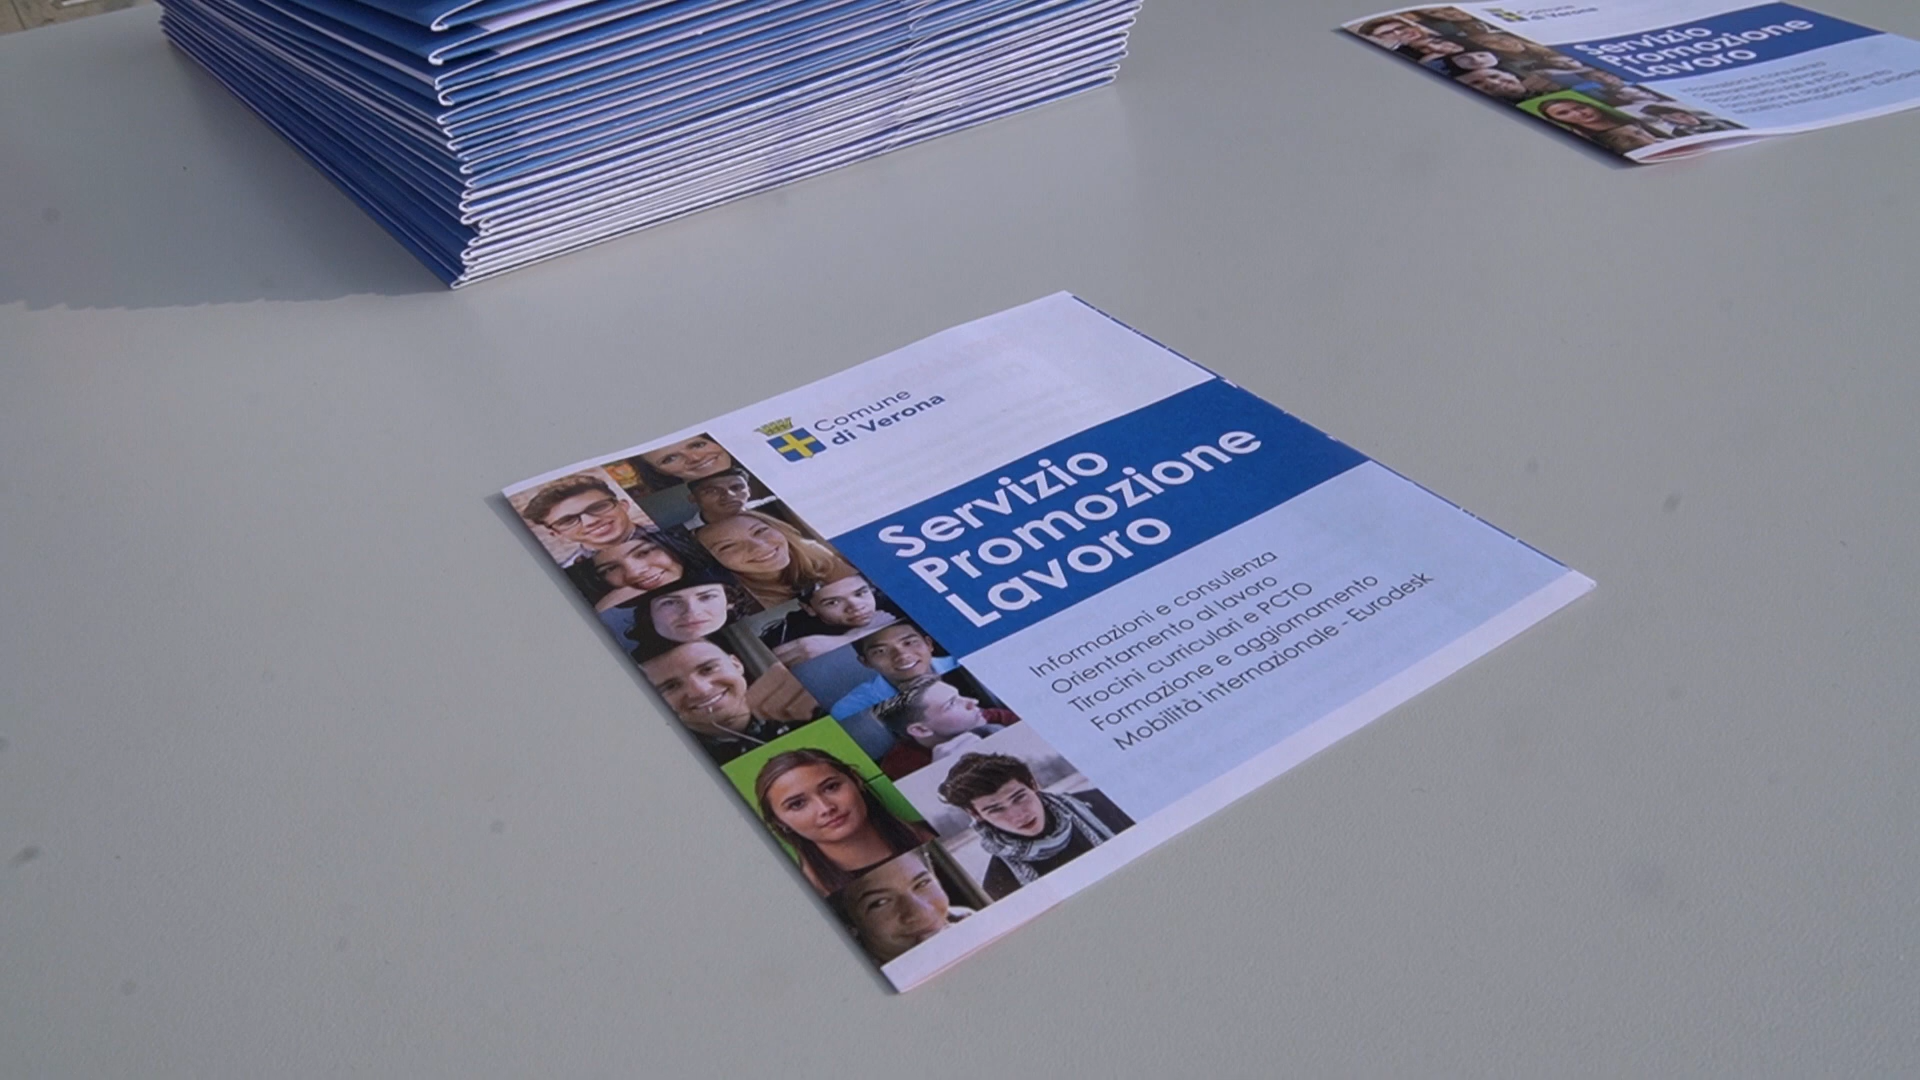 Comune
di Verona
Servizio
Promozione
Lavoro
Informazioni e consulenza
Orientamento al lavoro
Tirocini curriculari e PCTO
Formazione e aggiornamento
Mobilità internazionale - Eurodesk
Comune
di Verona
Servizio
Promozione
Lavoro